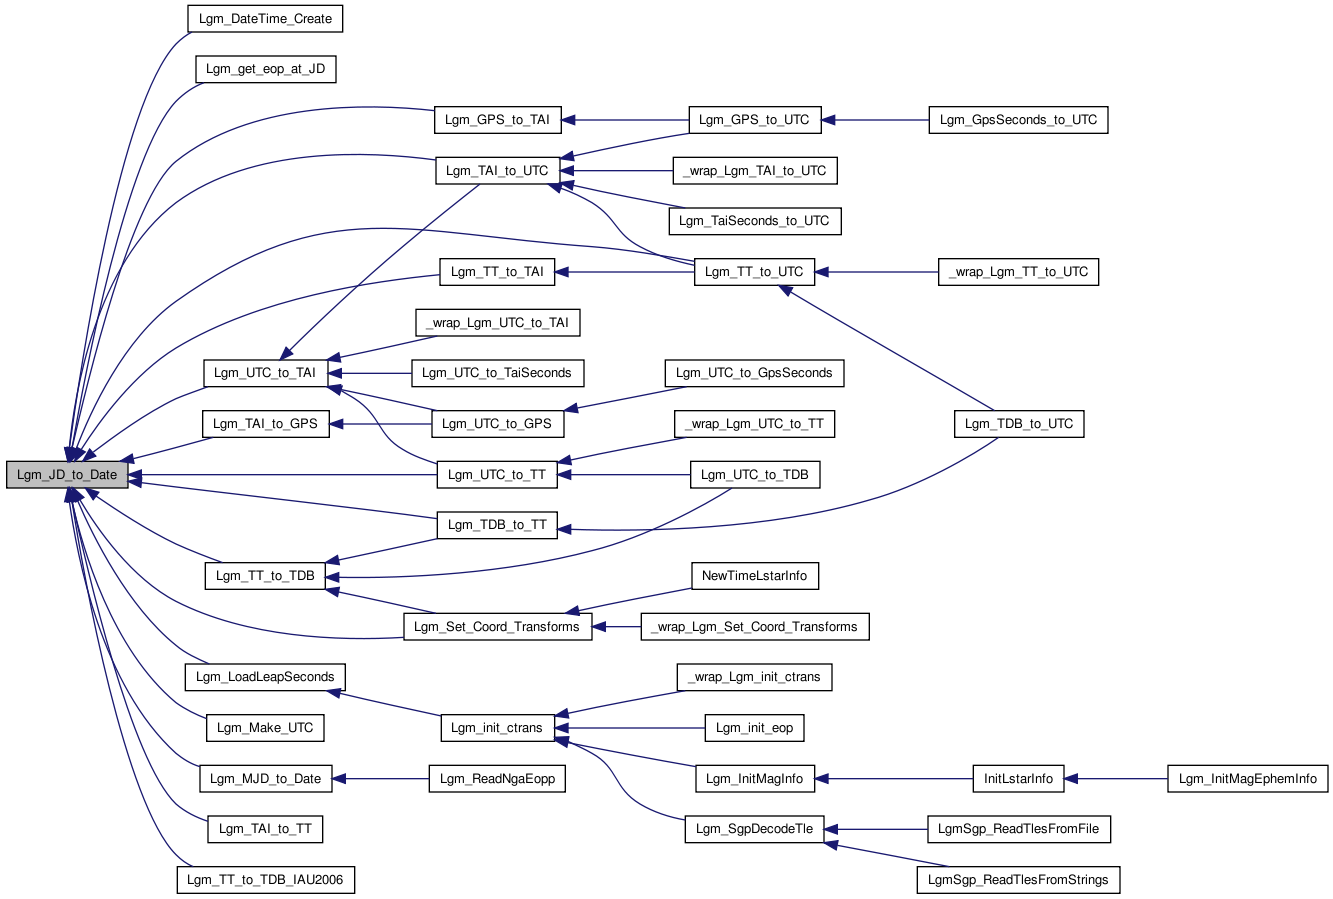 Lgm_DateTime_Create
Lgm_get_eop_at_JD
Lgm_GPS_to_TAI
Lgm_GPS_to_UTC
Lgm_GpsSeconds_to_UTC
Lgm_TAI_to_UTC
_wrap_Lgm_TAI_to_UTC
Lgm_TaiSeconds_to_UTC
Lgm_TT_to_TAI
Lgm_TT_to_UTC
_wrap_Lgm_TT_to_UTC
_wrap_Lgm_UTC_to_TAI
Lgm_UTC_to_TAI
Lgm_UTC_to_TaiSeconds
Lgm_UTC_to_GpsSeconds
Lgm_TAI_to_GPS
Lgm_UTC_to_GPS
_wrap_Lgm_UTC_to_TT
Lgm_TDB_to_UTC
Lgm_JD_to_Date
Lgm_UTC_to_TT
Lgm_UTC_to_TDB
Lgm_TDB_to_TT
Lgm_TT_to_TDB
NewTimeLstarInfo
Lgm_Set_Coord_Transforms
_wrap_Lgm_Set_Coord_Transforms
Lgm_LoadLeapSeconds
_wrap_Lgm_init_ctrans
Lgm_Make_UTC
Lgm_init_ctrans
Lgm_init_eop
Lgm_MJD_to_Date
Lgm_ReadNgaEopp
Lgm_InitMagInfo
InitLstarInfo
Lgm_InitMagEphemInfo
Lgm_TAI_to_TT
Lgm_SgpDecodeTle
LgmSgp_ReadTlesFromFile
Lgm_TT_to_TDB_IAU2006
LgmSgp_ReadTlesFromStrings